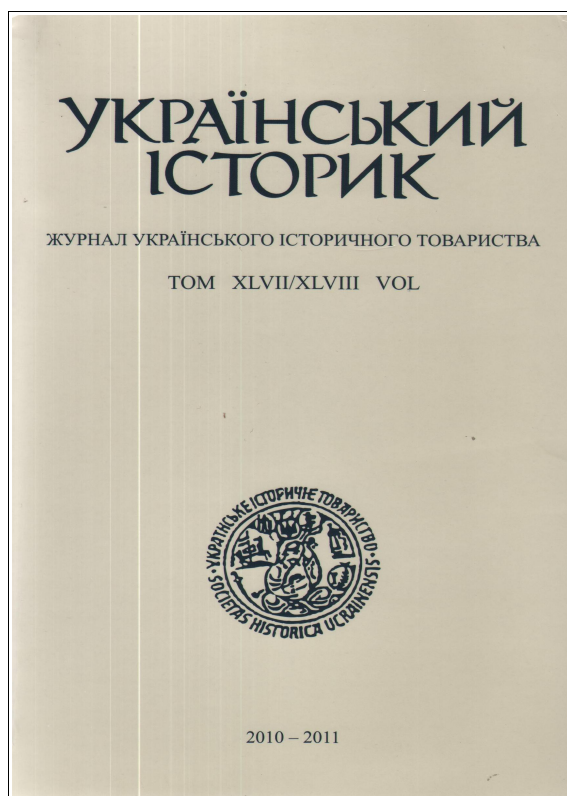 УКРАЇНСЬКИЙ
ІСТОРИК
ЖУРНАЛ УКРАЇНСЬКОГО ІСТОРИЧНОГО ТОВАРИСТВА
ТОМ XLVII/XLVIII VOL
УКРАЇНСЬКЕ ІСТОРИЧНЕ ТОВАРИСТВО
SOCIETAS HISTORICA UCRAINENSIS
2010 – 2011